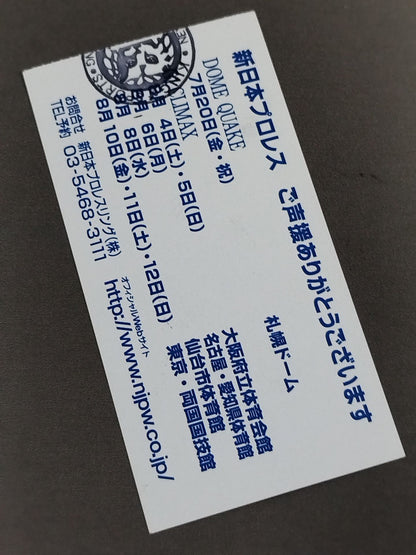 新日本プロレス ご声援ありがとうございます
DOME QUAKE
7月20日(金・祝) 札幌ドーム
CLIMAX
4日(土)・5日(日) 大阪府立体育会館
6日(月) 名古屋・愛知県体育館
8月 8日(水) 仙台市体育館
8月 10日(金)・11日(土)・12日(日) 東京・両国国技館
お問合せ 新日本プロレスリング(株) オフィシャルWebサイト
TEL予約 03-5468-3111 http://www.njpw.co.jp/